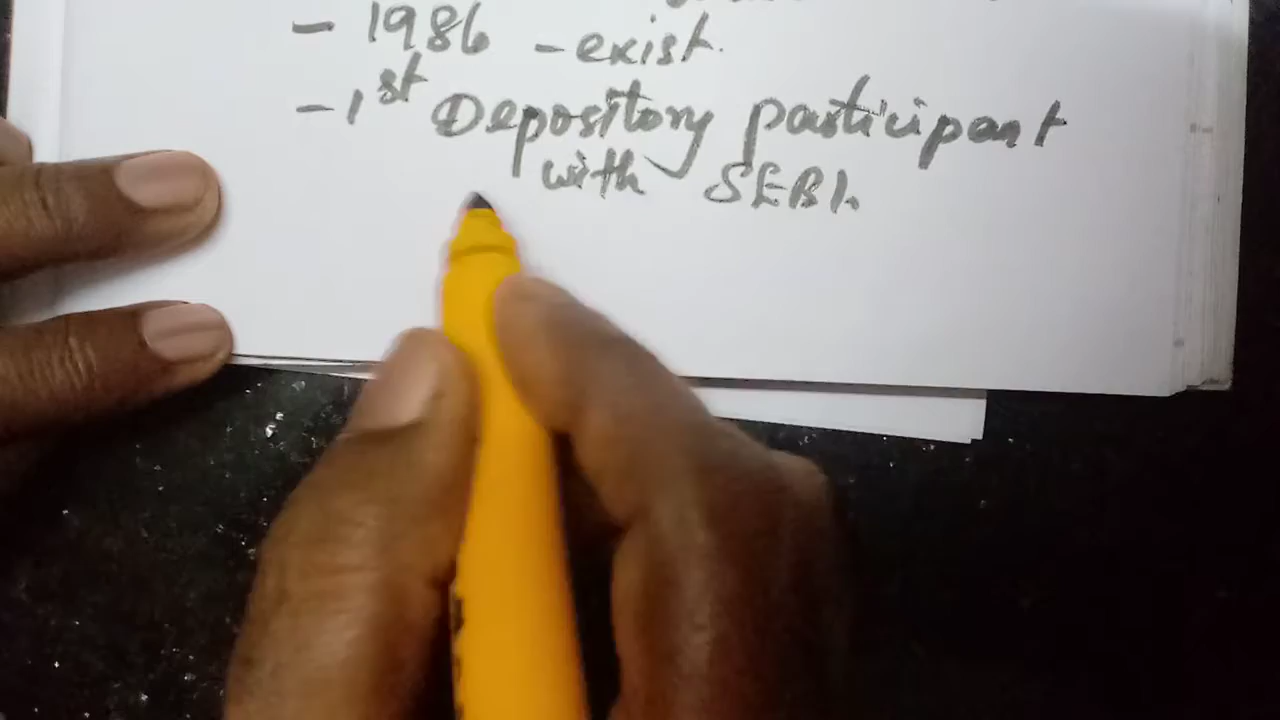 - 1986 - exist.
- 1st Depository participant
with SEBI.